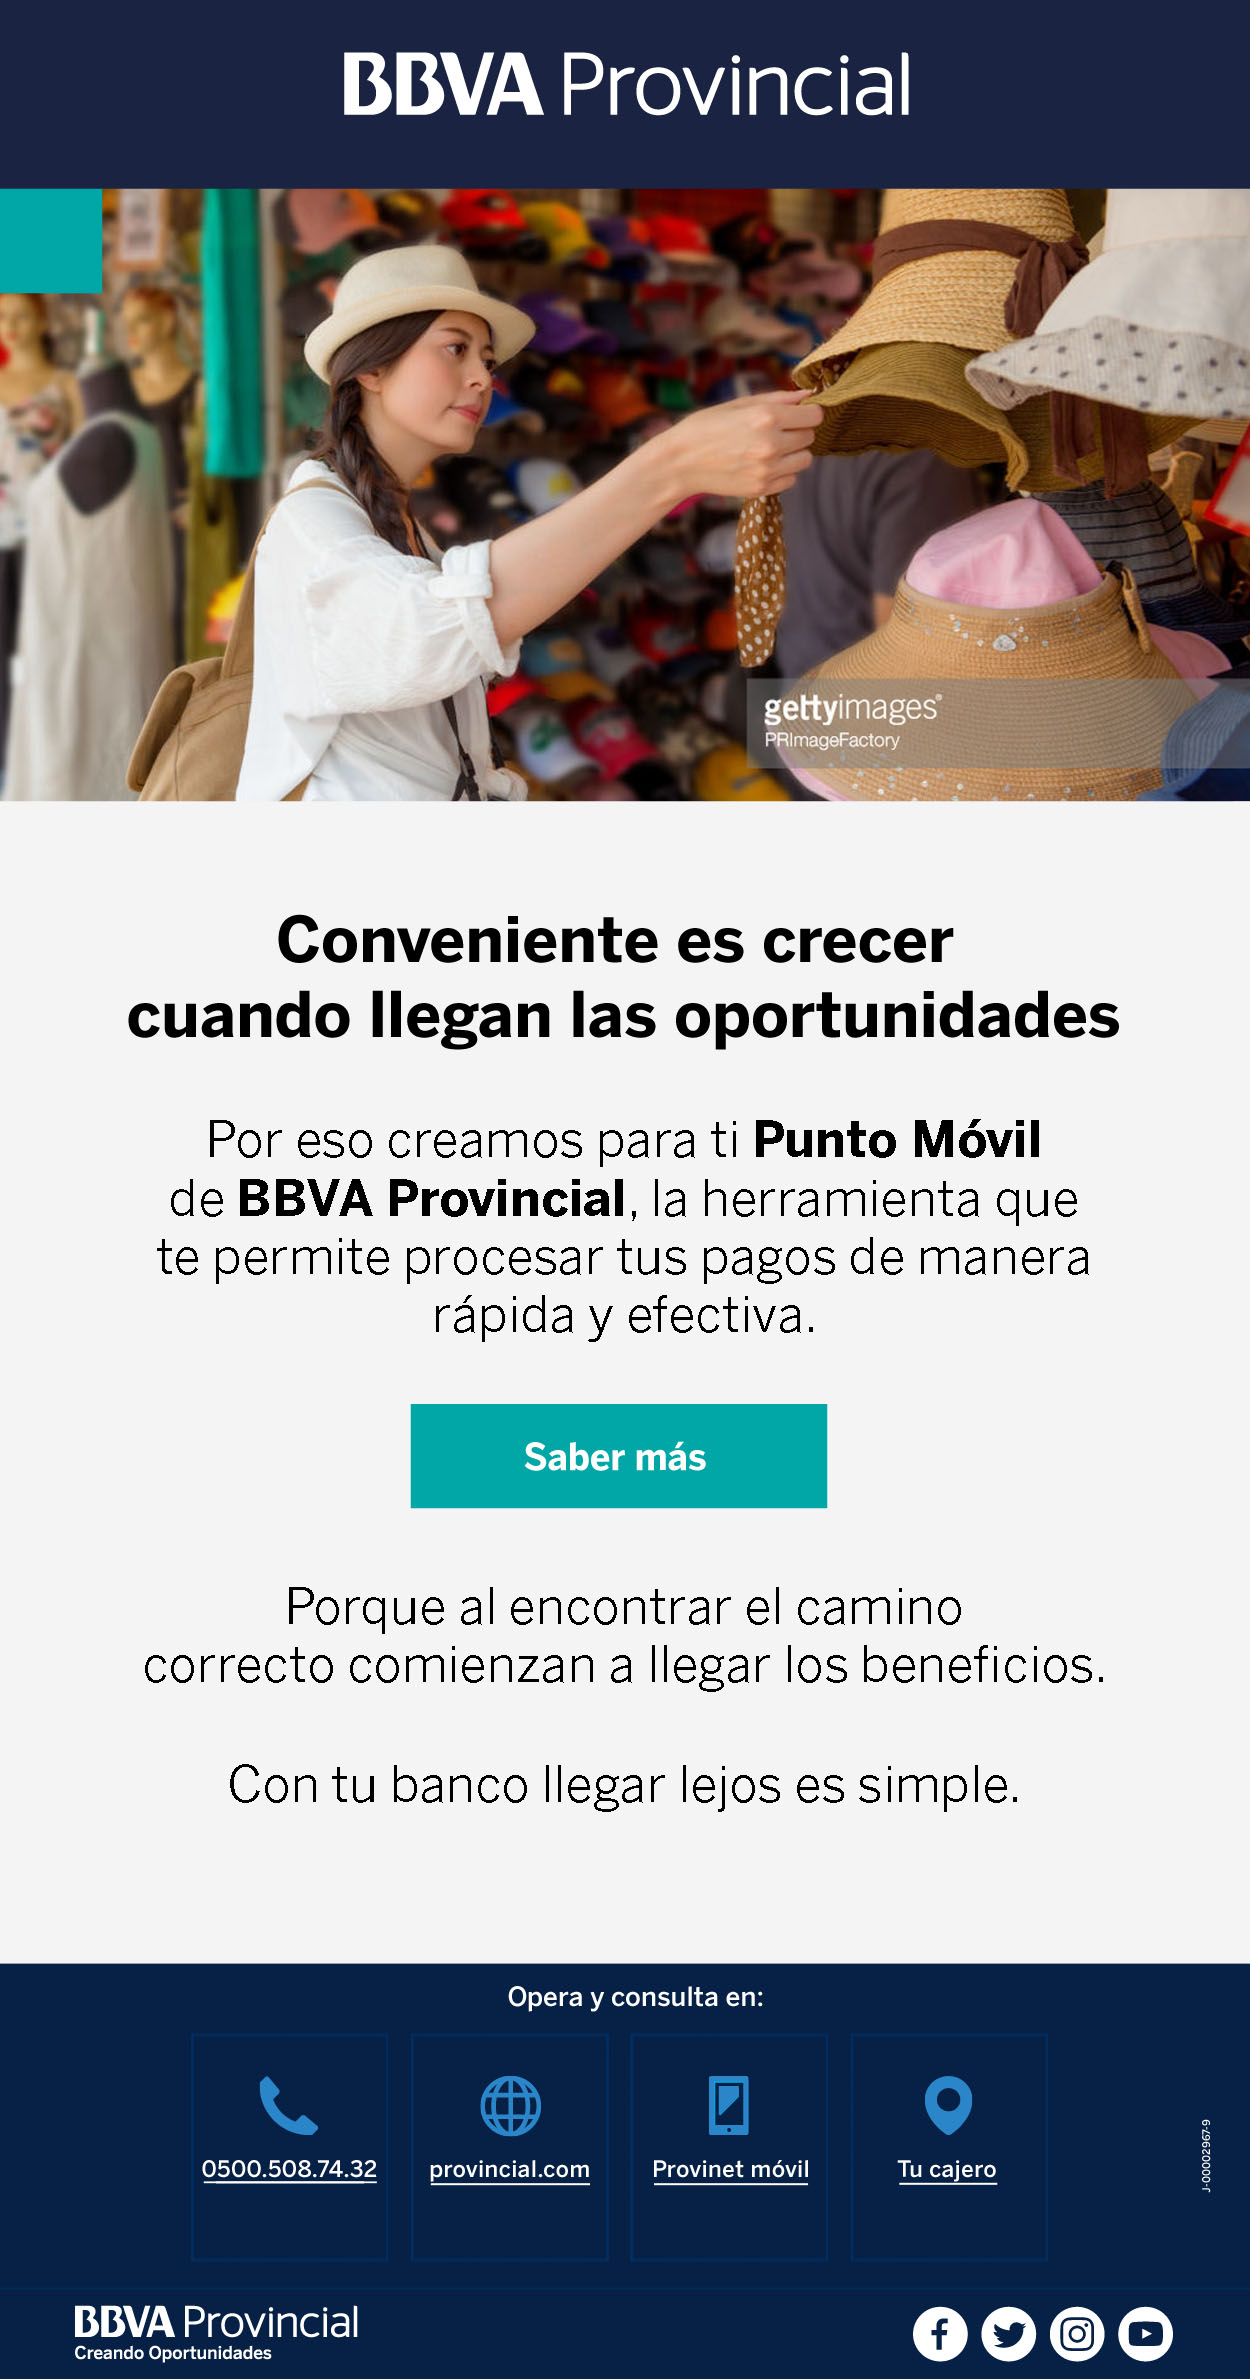 BBVA Provincial
gettyimages®
PRImageFactory
Conveniente es crecer
cuando llegan las oportunidades
Por eso creamos para ti Punto Móvil
de BBVA Provincial, la herramienta que
te permite procesar tus pagos de manera
rápida y efectiva.
Saber más
Porque al encontrar el camino
correcto comienzan a llegar los beneficios.
Con tu banco llegar lejos es simple.
Opera y consulta en:
0500.508.74.32
provincial.com
Provinet móvil
Tu cajero
J-00002967-9
BBVA Provincial
Creando Oportunidades